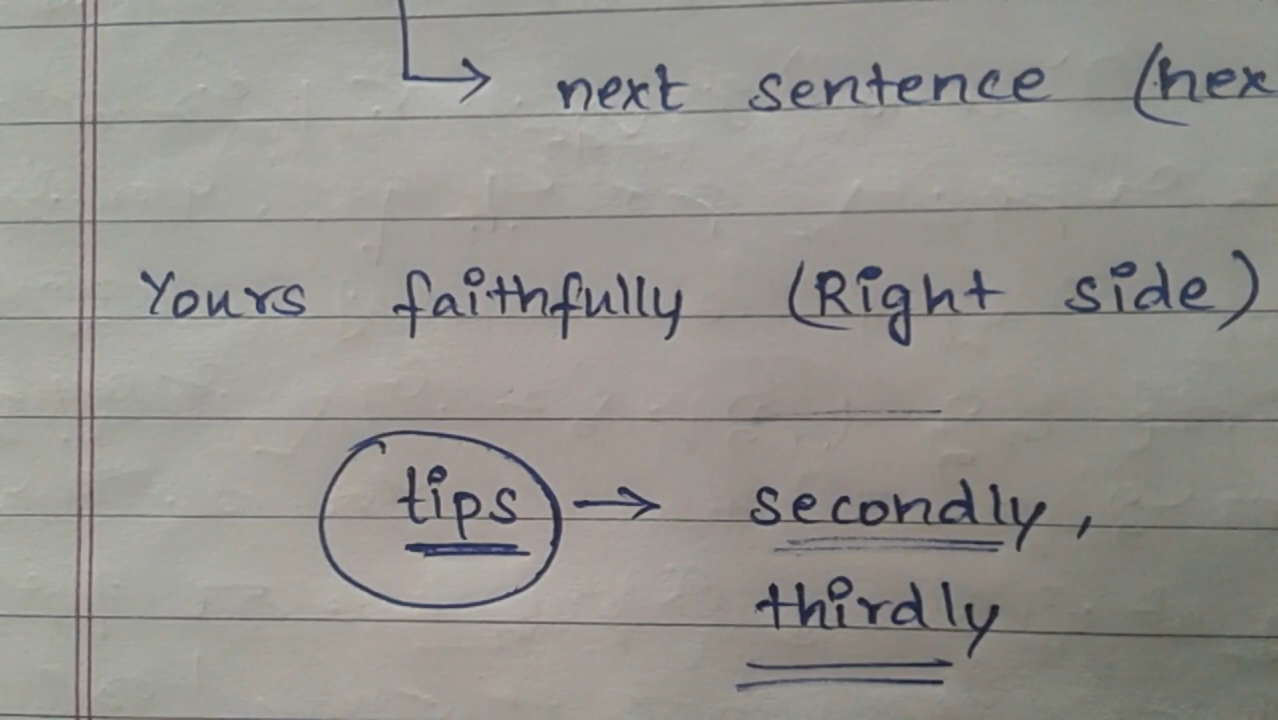 next sentence (nex
Yours faithfully (Right side)
tips → secondly,
thirdly